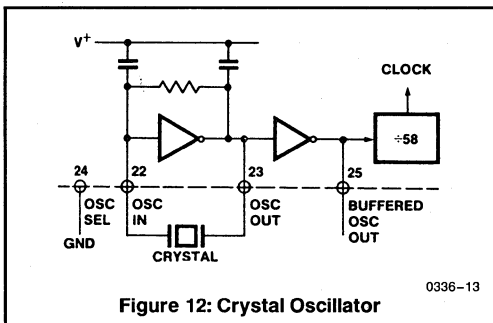 V+
CLOCK
÷58
24 22 23 25
OSC SEL
OSC IN
OSC OUT
BUFFERED OSC OUT
GND
CRYSTAL
0336-13
Figure 12: Crystal Oscillator